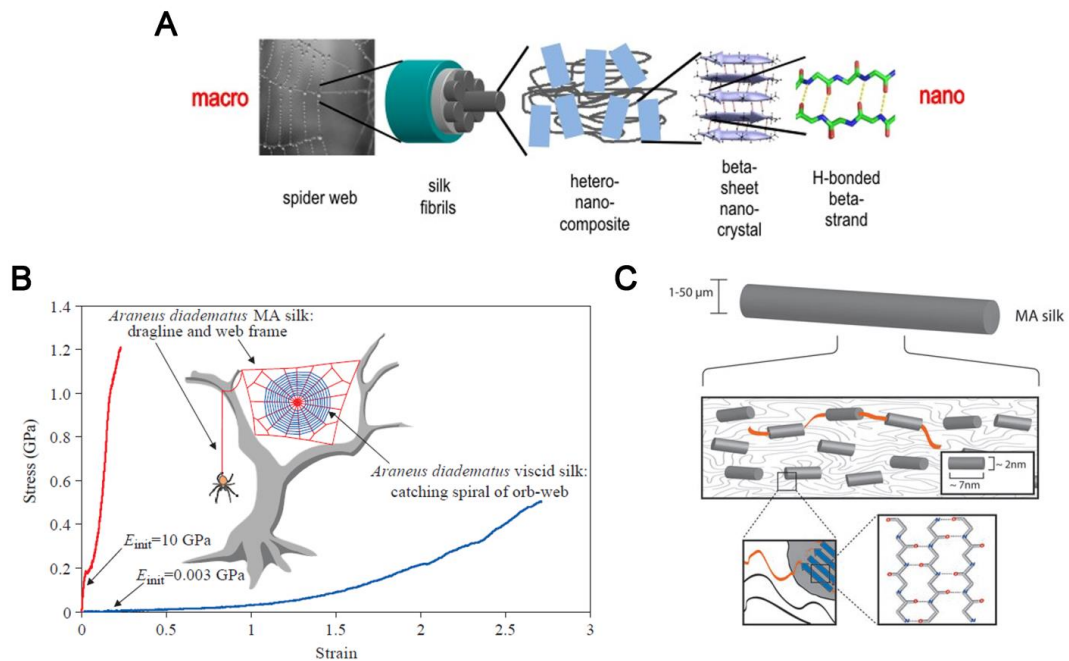 A
macro
nano
spider web
silk
fibrils
hetero-
nano-
composite
beta-
sheet
nano-
crystal
H-bonded
beta-
strand
B
1.4
1.2
1.0
0.8
0.6
0.4
0.2
0
Stress (GPa)
Araneus diadematus MA silk:
dragline and web frame
Araneus diadematus viscid silk:
catching spiral of orb-web
Einit=10 GPa
Einit=0.003 GPa
0
0.5
1
1.5
2
2.5
3
Strain
C
1-50 µm
MA silk
~ 2nm
~ 7nm